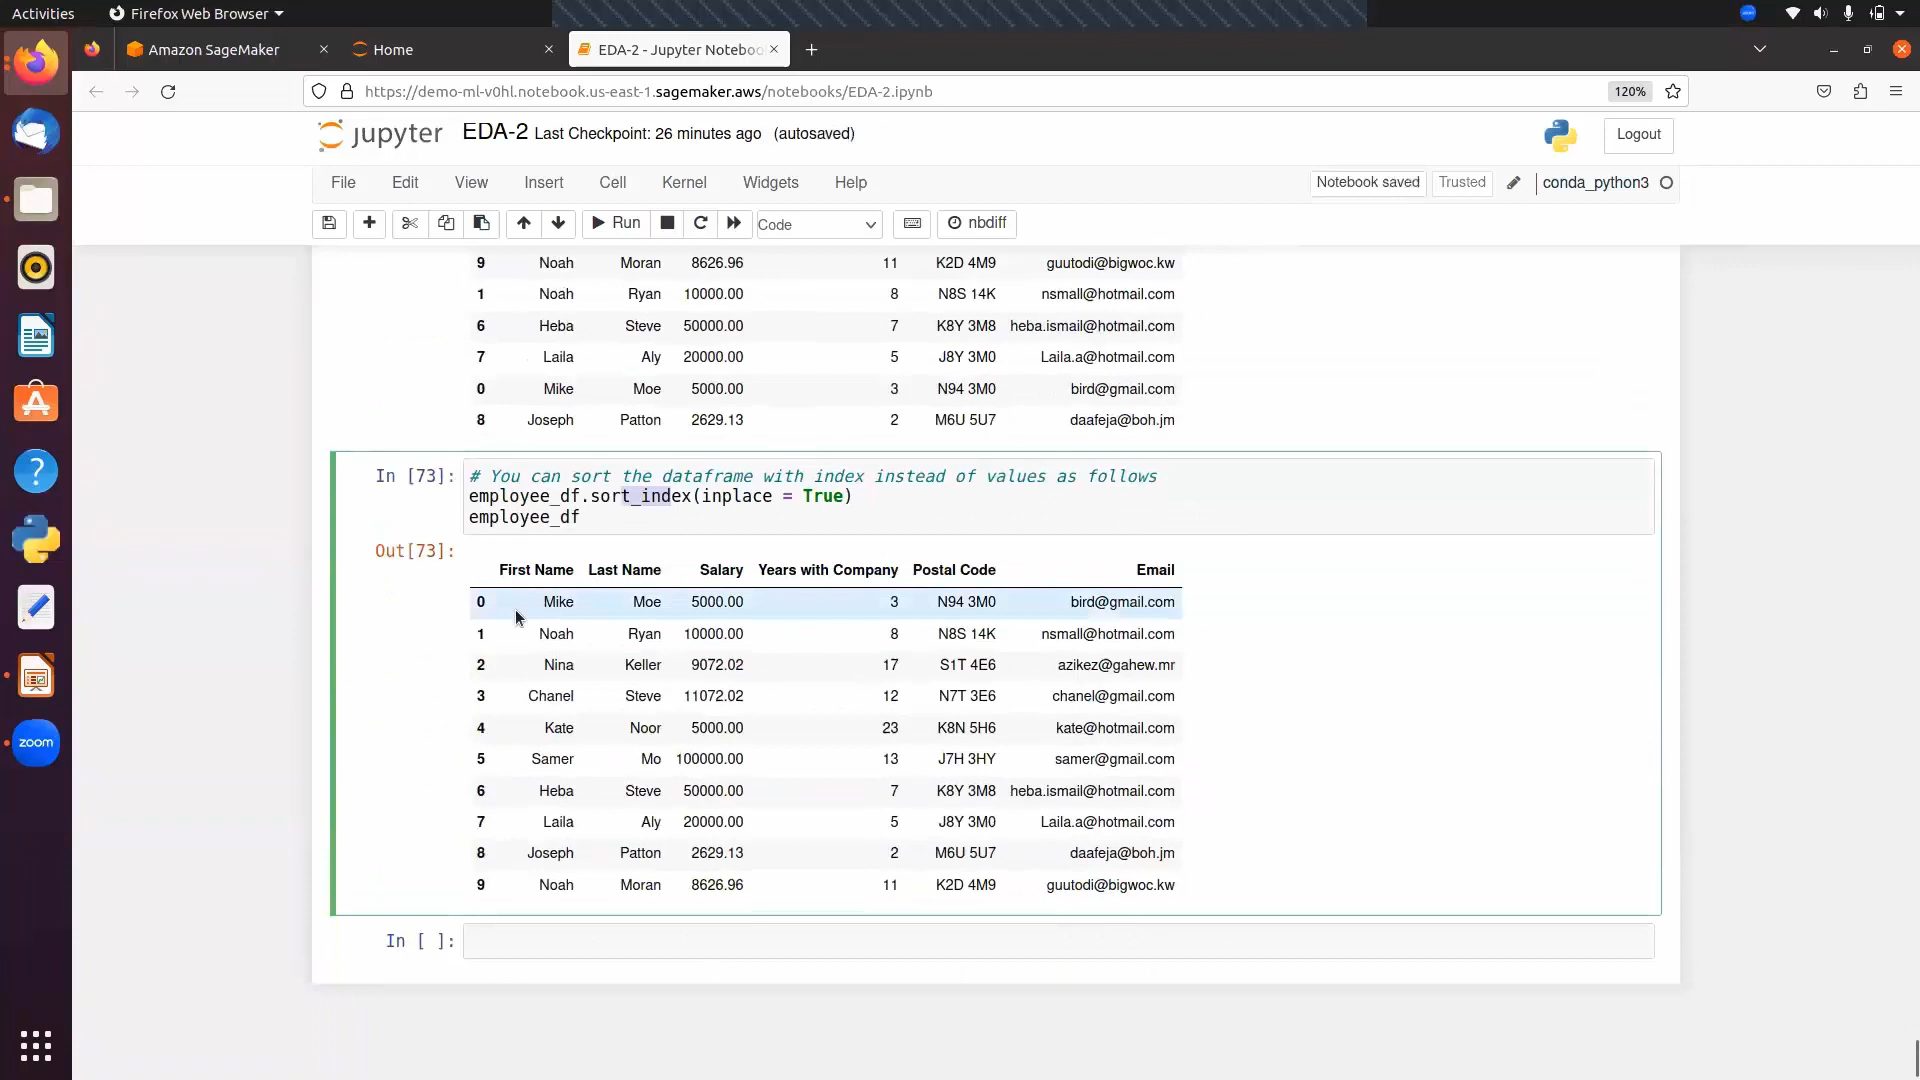 Activities Firefox Web Browser
Amazon SageMaker Home EDA-2 - Jupyter Noteboo
https://demo-ml-v0hl.notebook.us-east-1.sagemaker.aws/notebooks/EDA-2.ipynb 120%
jupyter EDA-2 Last Checkpoint: 26 minutes ago (autosaved) Logout
File Edit View Insert Cell Kernel Widgets Help Notebook saved Trusted conda_python3
Run Code nbdiff
9 Noah Moran 8626.96 11 K2D 4M9 guutodi@bigwoc.kw
1 Noah Ryan 10000.00 8 N8S 14K nsmall@hotmail.com
6 Heba Steve 50000.00 7 K8Y 3M8 heba.ismail@hotmail.com
7 Laila Aly 20000.00 5 J8Y 3M0 Laila.a@hotmail.com
0 Mike Moe 5000.00 3 N94 3M0 bird@gmail.com
8 Joseph Patton 2629.13 2 M6U 5U7 daafeja@boh.jm
In [73]: # You can sort the dataframe with index instead of values as follows
employee_df.sort_index(inplace = True)
employee_df
Out[73]:
First Name Last Name Salary Years with Company Postal Code Email
0 Mike Moe 5000.00 3 N94 3M0 bird@gmail.com
1 Noah Ryan 10000.00 8 N8S 14K nsmall@hotmail.com
2 Nina Keller 9072.02 17 S1T 4E6 azikez@gahew.mr
3 Chanel Steve 11072.02 12 N7T 3E6 chanel@gmail.com
4 Kate Noor 5000.00 23 K8N 5H6 kate@hotmail.com
5 Samer Mo 100000.00 13 J7H 3HY samer@gmail.com
6 Heba Steve 50000.00 7 K8Y 3M8 heba.ismail@hotmail.com
7 Laila Aly 20000.00 5 J8Y 3M0 Laila.a@hotmail.com
8 Joseph Patton 2629.13 2 M6U 5U7 daafeja@boh.jm
9 Noah Moran 8626.96 11 K2D 4M9 guutodi@bigwoc.kw
zoom
In [ ]: